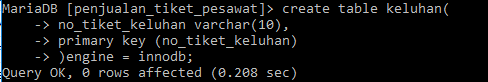 MariaDB [penjualan_tiket_pesawat]> create table keluhan(
    -> no_tiket_keluhan varchar(10),
    -> primary key (no_tiket_keluhan)
    -> )engine = innodb;
Query OK, 0 rows affected (0.208 sec)